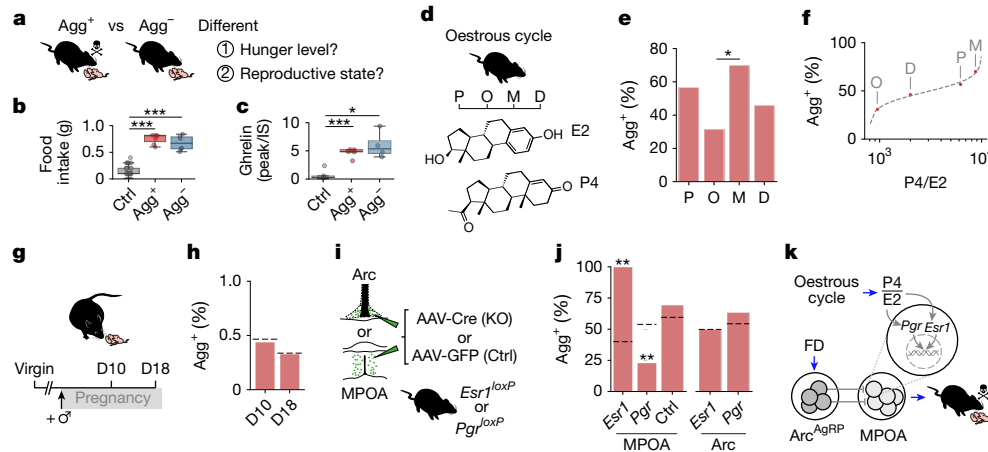 a
Agg+ vs Agg− Different
1 Hunger level?
2 Reproductive state?
b
Food intake (g)
1.0
0.5
0
***
***
Ctrl
Agg+
Agg−
c
Ghrelin (peak/IS)
10
5
0
***
*
Ctrl
Agg+
Agg−
d
Oestrous cycle
P O M D
E2
OH
HO
P4
O
O
e
Agg+ (%)
80
60
40
20
0
*
P O M D
f
Agg+ (%)
100
50
0
O D P M
10³
P4/E2
g
Virgin
D10 D18
Pregnancy
+ ♂
h
Agg+ (%)
1.0
0.5
0
D10
D18
i
Arc
or
MPOA
AAV-Cre (KO)
or
AAV-GFP (Ctrl)
Esr1loxP
or
PgrloxP
j
Agg+ (%)
100
75
50
25
0
**
**
Esr1
Pgr
Ctrl
Esr1
Pgr
MPOA Arc
k
Oestrous cycle
P4
E2
Pgr Esr1
FD
ArcAgRP
MPOA